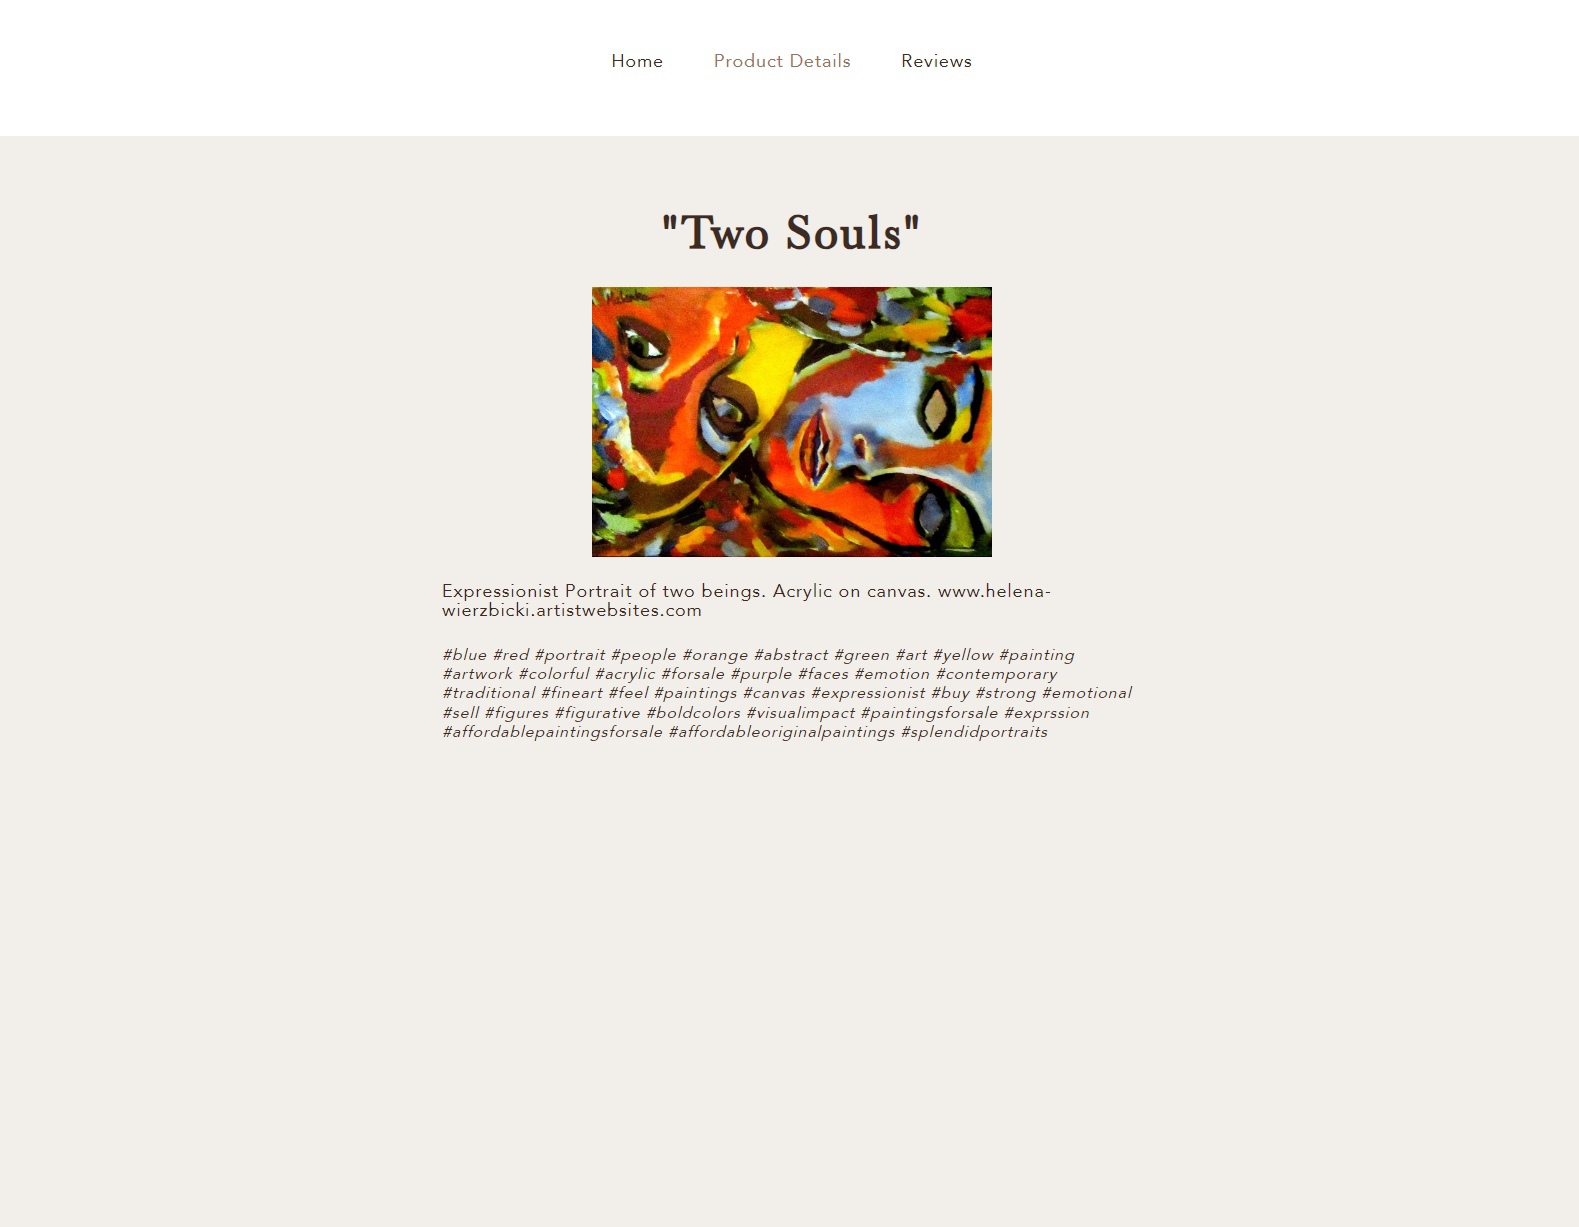 Home Product Details Reviews
"Two Souls"
Expressionist Portrait of two beings. Acrylic on canvas. www.helena-
wierzbicki.artistwebsites.com
#blue #red #portrait #people #orange #abstract #green #art #yellow #painting
#artwork #colorful #acrylic #forsale #purple #faces #emotion #contemporary
#traditional #fineart #feel #paintings #canvas #expressionist #buy #strong #emotional
#sell #figures #figurative #boldcolors #visualimpact #paintingsforsale #exprssion
#affordablepaintingsforsale #affordableoriginalpaintings #splendidportraits